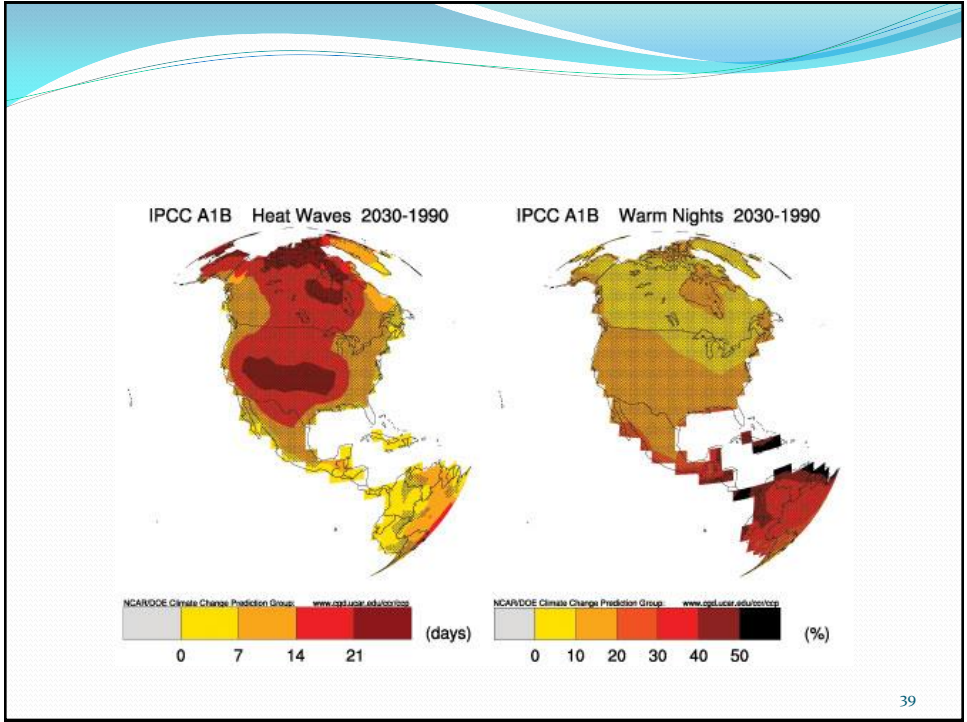 IPCC A1B Heat Waves 2030-1990
IPCC A1B Warm Nights 2030-1990
NCAR/DOE Climate Change Prediction Group: www.cgd.ucar.edu/ccr/ccp
(days)
0 7 14 21
NCAR/DOE Climate Change Prediction Group: www.cgd.ucar.edu/ccr/ccp
(%)
0 10 20 30 40 50
39